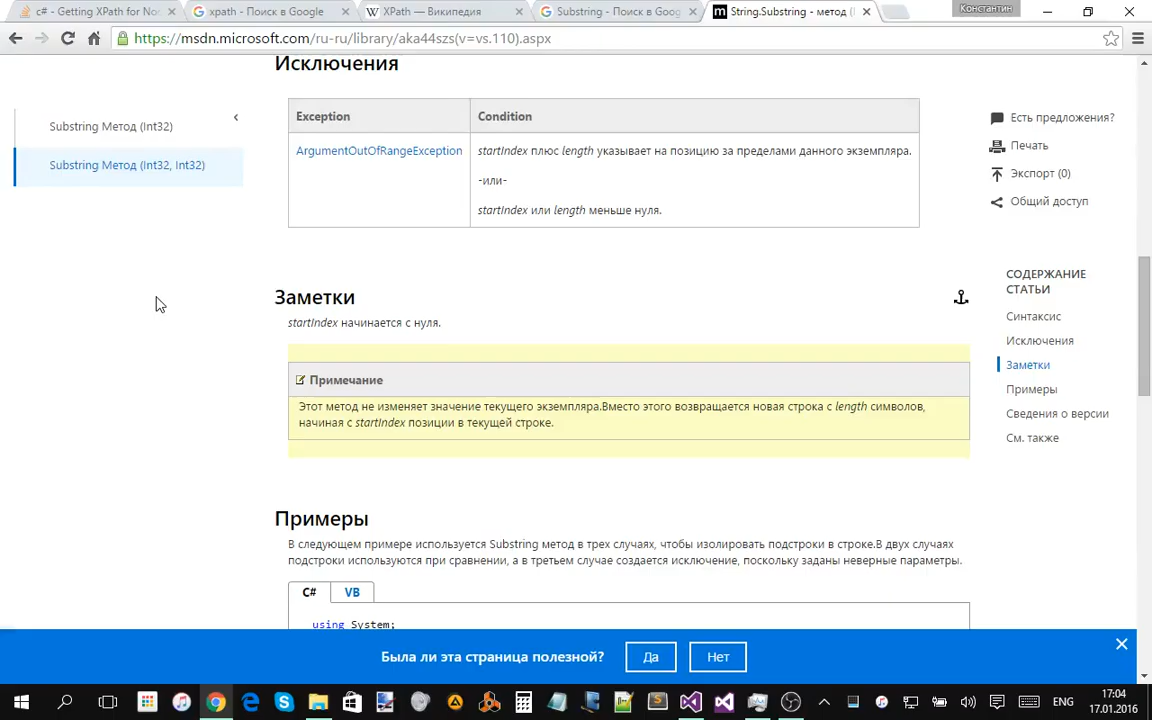 c# - Getting XPath for No
xpath - Поиск в Google
XPath — Википедия
Substring - Поиск в Goog
String.Substring - метод (
Константин
https://msdn.microsoft.com/ru-ru/library/aka44szs(v=vs.110).aspx
Исключения
Substring Метод (Int32)
Substring Метод (Int32, Int32)
Exception
Condition
ArgumentOutOfRangeException
startIndex плюс length указывает на позицию за пределами данного экземпляра.
-или-
startIndex или length меньше нуля.
Есть предложения?
Печать
Экспорт (0)
Общий доступ
Заметки
startIndex начинается с нуля.
Примечание
Этот метод не изменяет значение текущего экземпляра.Вместо этого возвращается новая строка с length символов,
начиная с startIndex позиции в текущей строке.
СОДЕРЖАНИЕ
СТАТЬИ
Синтаксис
Исключения
Заметки
Примеры
Сведения о версии
См. также
Примеры
В следующем примере используется Substring метод в трех случаях, чтобы изолировать подстроки в строке.В двух случаях
подстроки используются при сравнении, а в третьем случае создается исключение, поскольку заданы неверные параметры.
C#
VB
using System;
Была ли эта страница полезной?
Да
Нет
ENG
17:04
17.01.2016